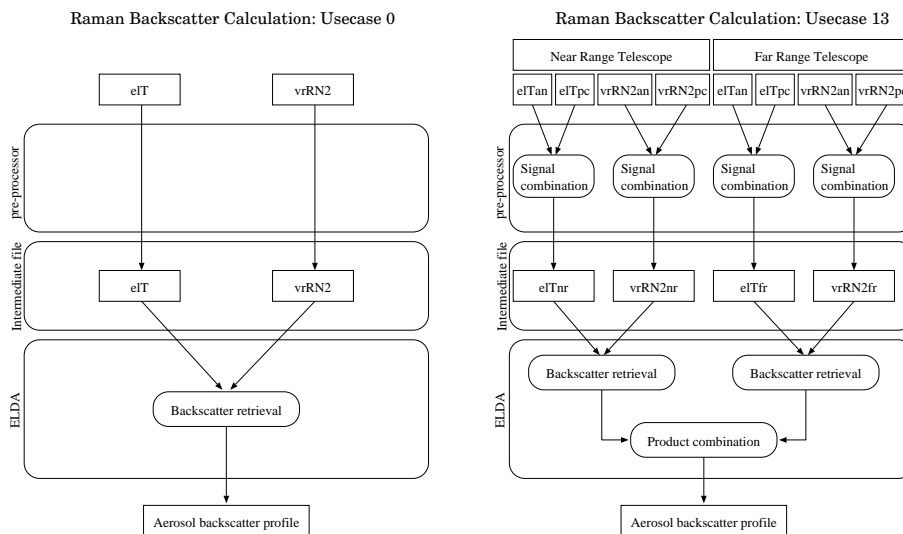 Raman Backscatter Calculation: Usecase 0
elT
vrRN2
pre-processor
Intermediate file
elT
vrRN2
ELDA
Backscatter retrieval
Aerosol backscatter profile
Raman Backscatter Calculation: Usecase 13
Near Range Telescope
Far Range Telescope
elTan
elTpc
vrRN2an
vrRN2pc
elTan
elTpc
vrRN2an
vrRN2pc
pre-processor
Signal
combination
Signal
combination
Signal
combination
Signal
combination
Intermediate file
elTnr
vrRN2nr
elTfr
vrRN2fr
ELDA
Backscatter retrieval
Backscatter retrieval
Product combination
Aerosol backscatter profile